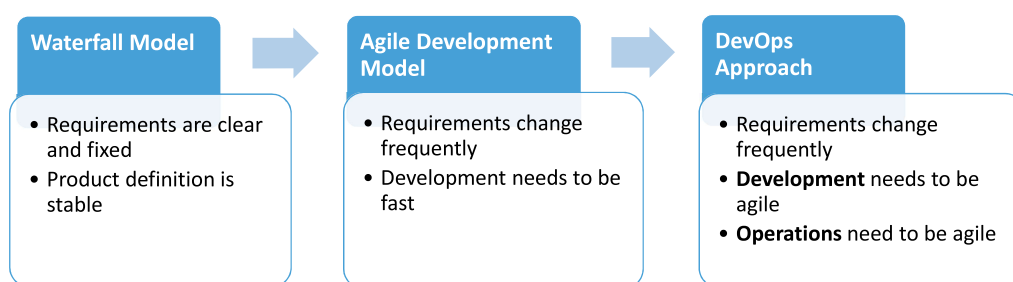 Waterfall Model
• Requirements are clear
and fixed
• Product definition is
stable
Agile Development
Model
• Requirements change
frequently
• Development needs to be
fast
DevOps
Approach
• Requirements change
frequently
• Development needs to be
agile
• Operations need to be agile